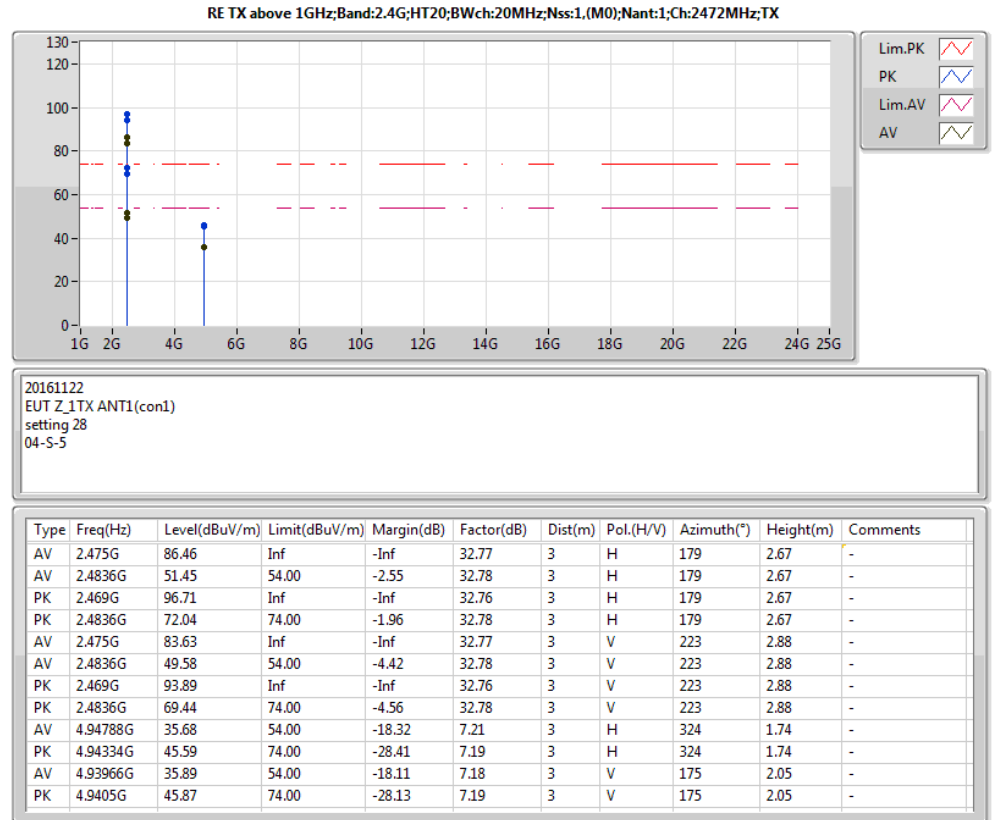 RE TX above 1GHz;Band:2.4G;HT20;BWch:20MHz;Nss:1,(M0);Nant:1;Ch:2472MHz;TX
130
120
100
80
60
40
20
0
1G 2G 4G 6G 8G 10G 12G 14G 16G 18G 20G 22G 24G 25G
Lim.PK
PK
Lim.AV
AV
20161122
EUT Z_1TX ANT1(con1)
setting 28
04-S-5
Type Freq(Hz) Level(dBuV/m) Limit(dBuV/m) Margin(dB) Factor(dB) Dist(m) Pol.(H/V) Azimuth(°) Height(m) Comments
AV 2.475G 86.46 Inf -Inf 32.77 3 H 179 2.67 -
AV 2.4836G 51.45 54.00 -2.55 32.78 3 H 179 2.67 -
PK 2.469G 96.71 Inf -Inf 32.76 3 H 179 2.67 -
PK 2.4836G 72.04 74.00 -1.96 32.78 3 H 179 2.67 -
AV 2.475G 83.63 Inf -Inf 32.77 3 V 223 2.88 -
AV 2.4836G 49.58 54.00 -4.42 32.78 3 V 223 2.88 -
PK 2.469G 93.89 Inf -Inf 32.76 3 V 223 2.88 -
PK 2.4836G 69.44 74.00 -4.56 32.78 3 V 223 2.88 -
AV 4.94788G 35.68 54.00 -18.32 7.21 3 H 324 1.74 -
PK 4.94334G 45.59 74.00 -28.41 7.19 3 H 324 1.74 -
AV 4.93966G 35.89 54.00 -18.11 7.18 3 V 175 2.05 -
PK 4.9405G 45.87 74.00 -28.13 7.19 3 V 175 2.05 -